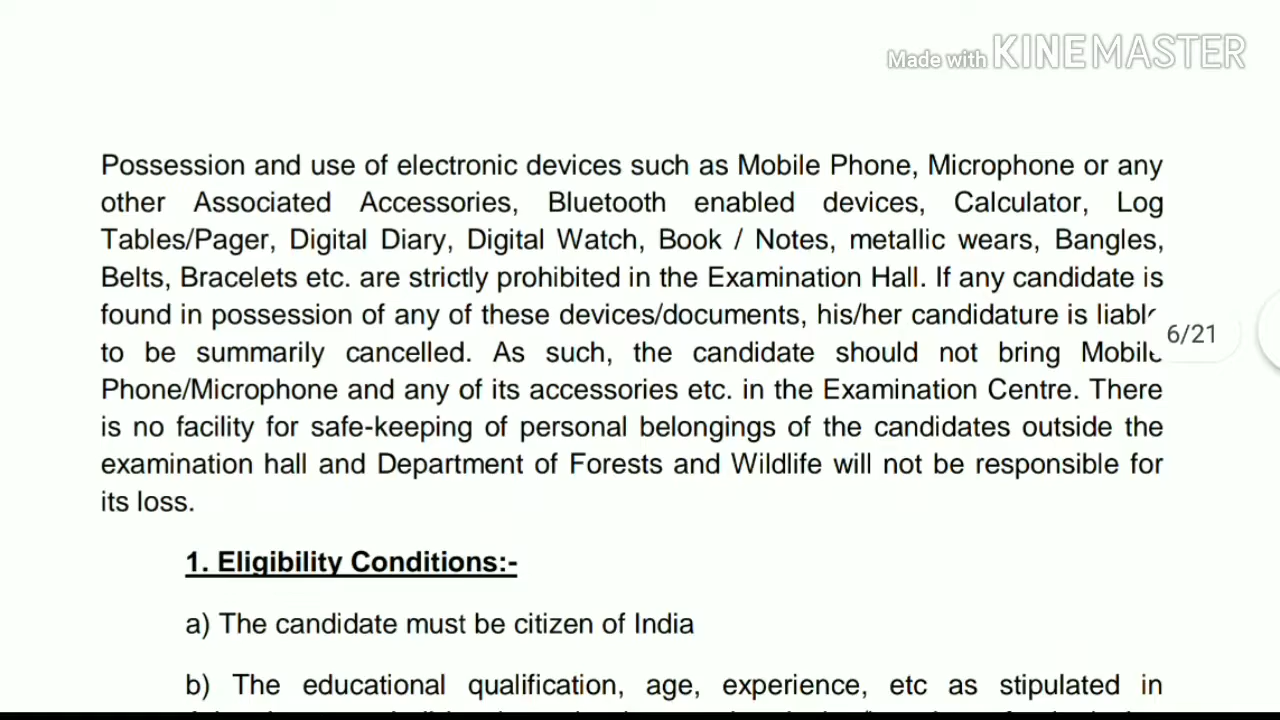 Made with KINEMASTER
Possession and use of electronic devices such as Mobile Phone, Microphone or any
other Associated Accessories, Bluetooth enabled devices, Calculator, Log
Tables/Pager, Digital Diary, Digital Watch, Book / Notes, metallic wears, Bangles,
Belts, Bracelets etc. are strictly prohibited in the Examination Hall. If any candidate is
found in possession of any of these devices/documents, his/her candidature is liable
6/21
to be summarily cancelled. As such, the candidate should not bring Mobile
Phone/Microphone and any of its accessories etc. in the Examination Centre. There
is no facility for safe-keeping of personal belongings of the candidates outside the
examination hall and Department of Forests and Wildlife will not be responsible for
its loss.
1. Eligibility Conditions:-
a) The candidate must be citizen of India
b) The educational qualification, age, experience, etc as stipulated in